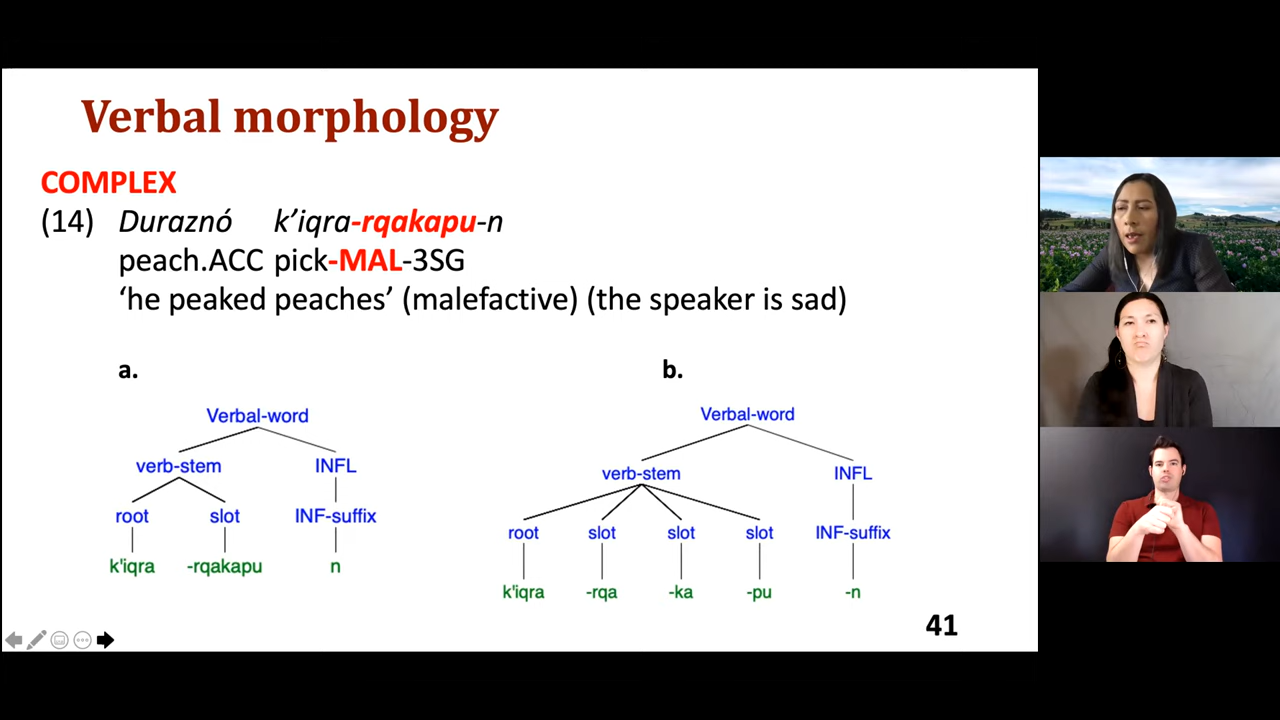 Verbal morphology
COMPLEX
(14) Duraznó k’iqra-rqakapu-n
peach.ACC pick-MAL-3SG
‘he peaked peaches’ (malefactive) (the speaker is sad)
a.
Verbal-word
verb-stem INFL
root slot INF-suffix
k'iqra -rqakapu n
b.
Verbal-word
verb-stem INFL
root slot slot slot INF-suffix
k'iqra -rqa -ka -pu -n
41